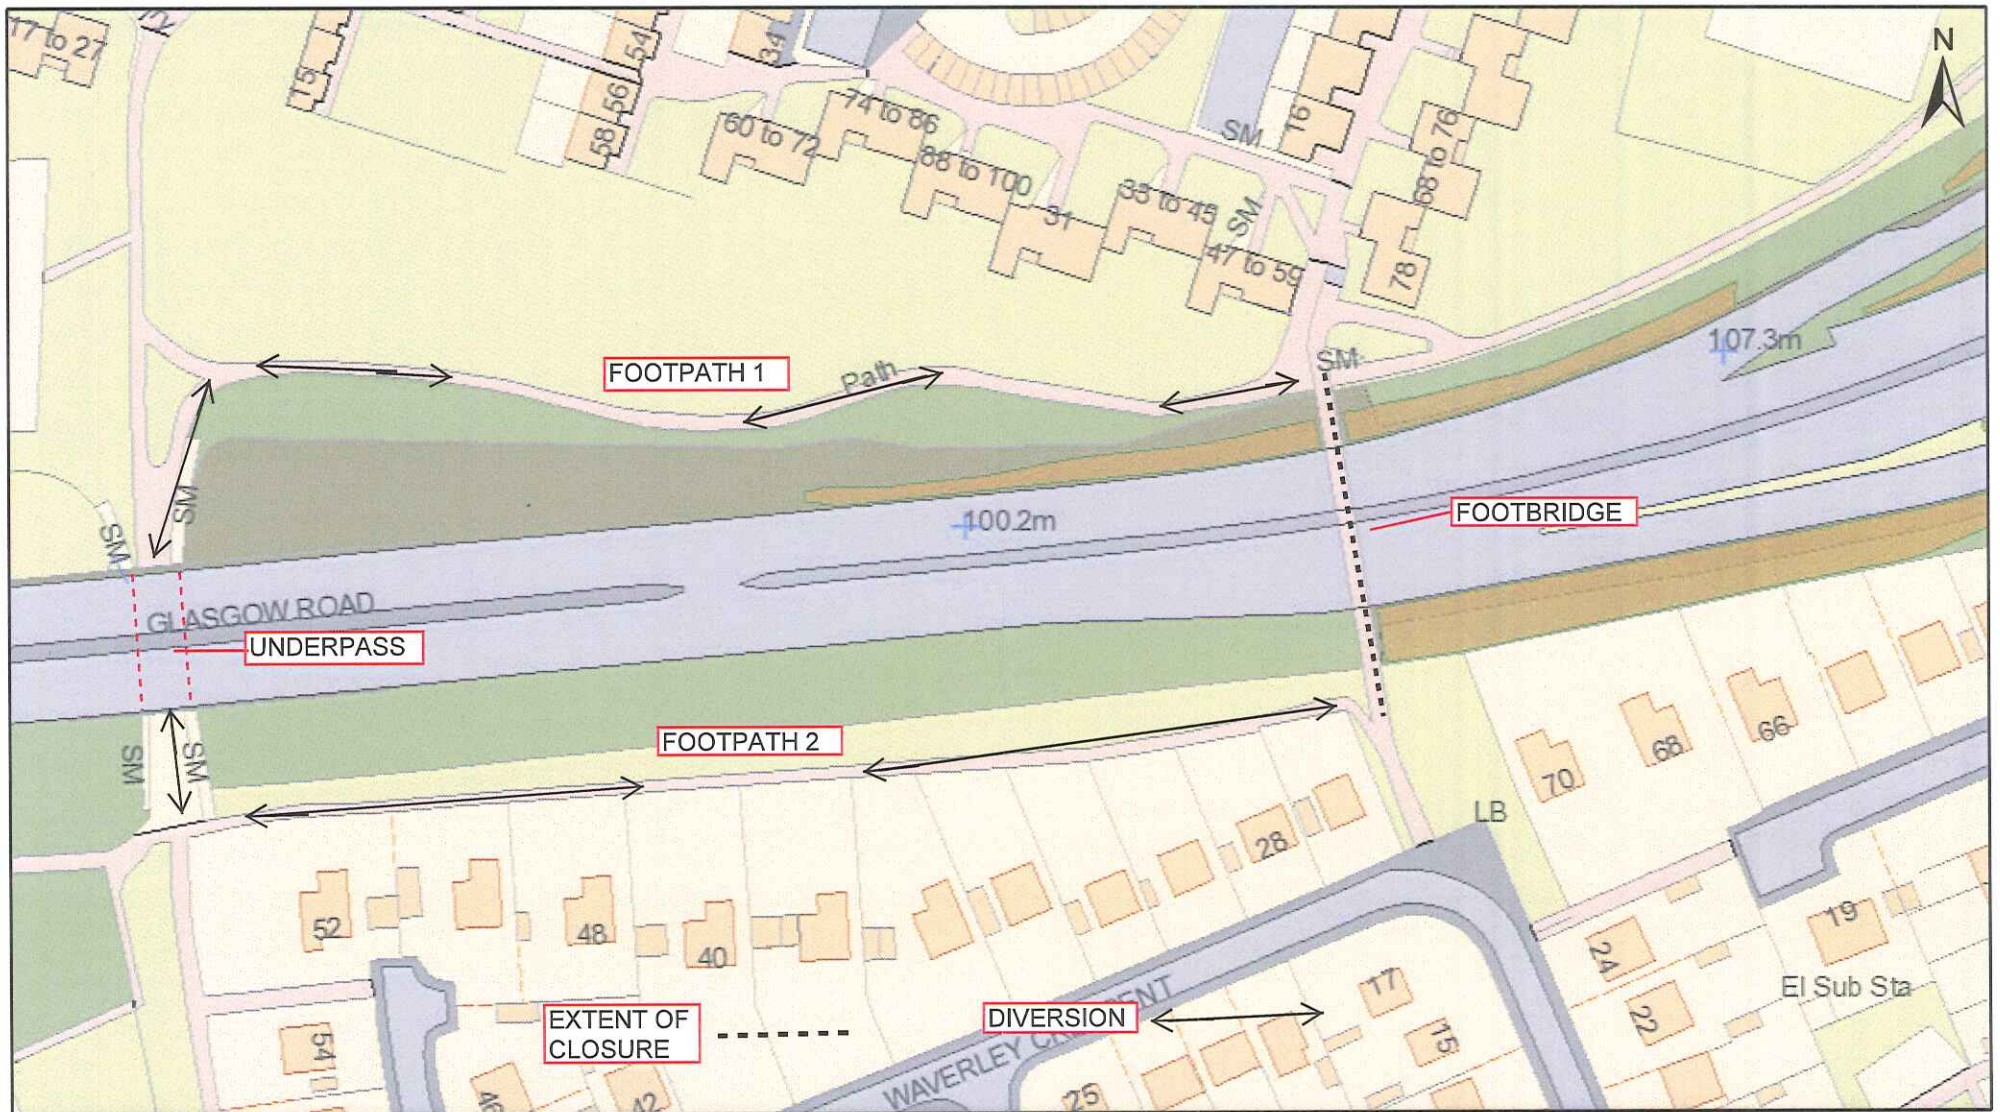 17 to 27
15
54
56
58
34
60 to 72
74 to 86
88 to 100
31
33 to 45
47 to 59
SM
SM
16
68 to 76
78
N
107.3m
FOOTPATH 1
Path
SM
SM
SM
100.2m
FOOTBRIDGE
GLASGOW ROAD
UNDERPASS
SM
SM
FOOTPATH 2
70
68
66
LB
28
52
48
40
19
24
22
El Sub Sta
17
15
EXTENT OF
CLOSURE
DIVERSION
WAVERLEY CRESCENT
54
46
42
25